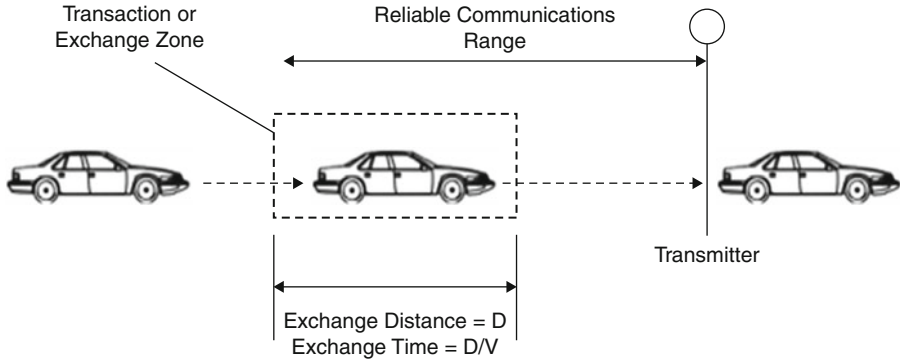 Transaction or
Exchange Zone
Reliable Communications
Range
Transmitter
Exchange Distance = D
Exchange Time = D/V